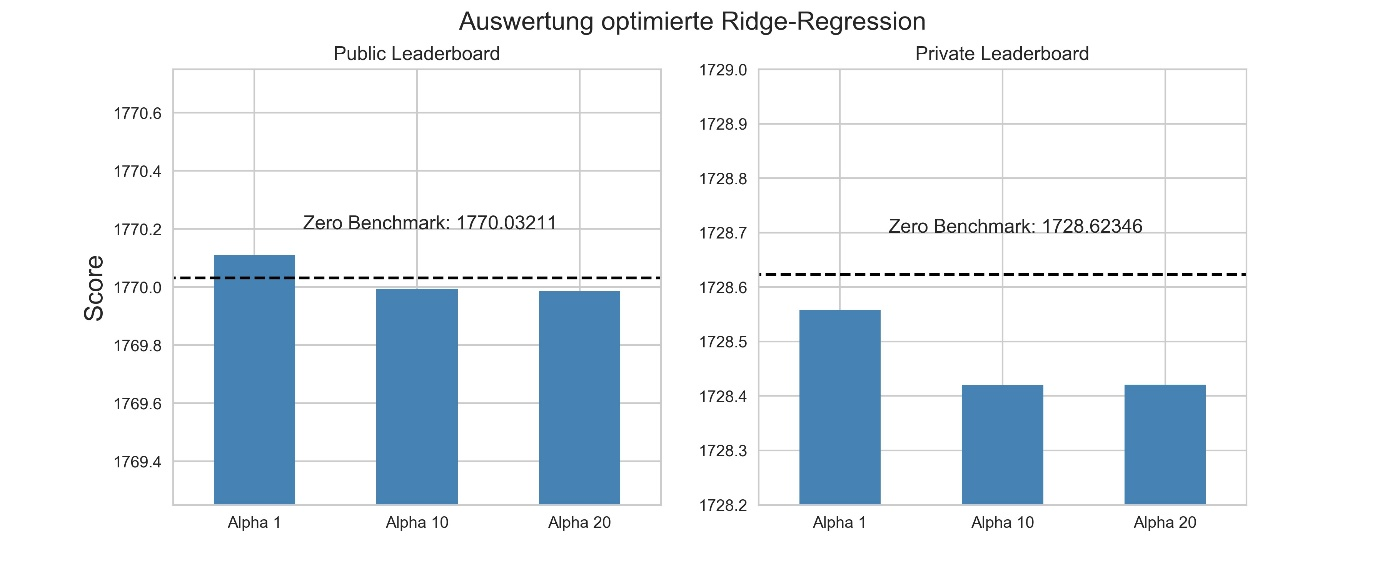 Auswertung optimierte Ridge-Regression
Public Leaderboard
Score
1770.6
1770.4
1770.2
1770.0
1769.8
1769.6
1769.4
Zero Benchmark: 1770.03211
Alpha 1
Alpha 10
Alpha 20
Private Leaderboard
1729.0
1728.9
1728.8
1728.7
1728.6
1728.5
1728.4
1728.3
1728.2
Zero Benchmark: 1728.62346
Alpha 1
Alpha 10
Alpha 20